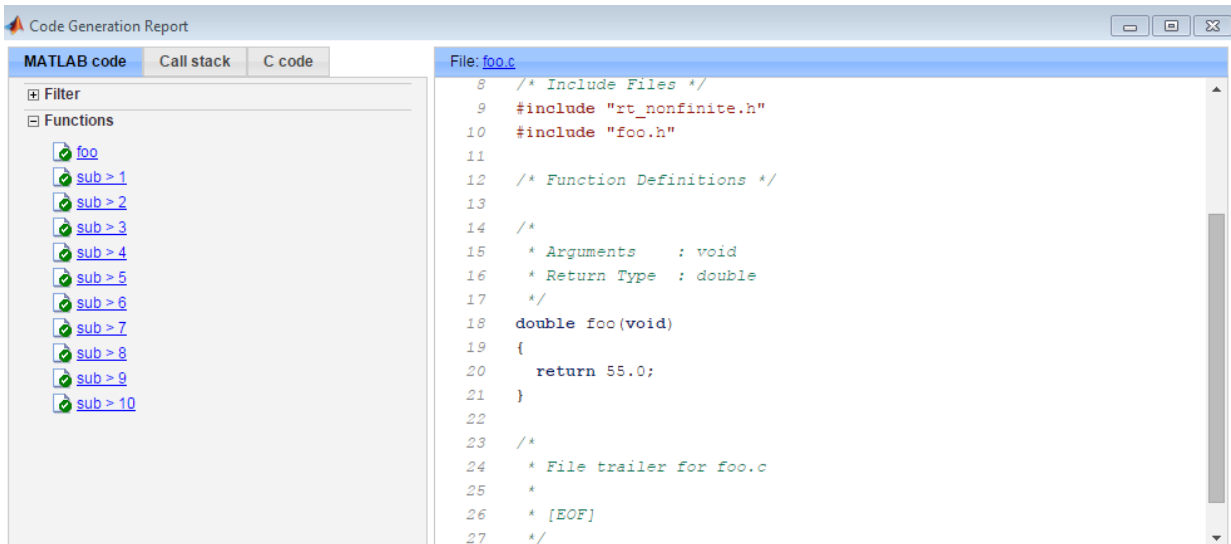 Code Generation Report
MATLAB code Call stack C code
Filter
Functions
foo
sub > 1
sub > 2
sub > 3
sub > 4
sub > 5
sub > 6
sub > 7
sub > 8
sub > 9
sub > 10
File: foo.c
8 /* Include Files */
9 #include "rt_nonfinite.h"
10 #include "foo.h"
11
12 /* Function Definitions */
13
14 /*
15 * Arguments : void
16 * Return Type : double
17 */
18 double foo(void)
19 {
20 return 55.0;
21 }
22
23 /*
24 * File trailer for foo.c
25 *
26 * [EOF]
27 */